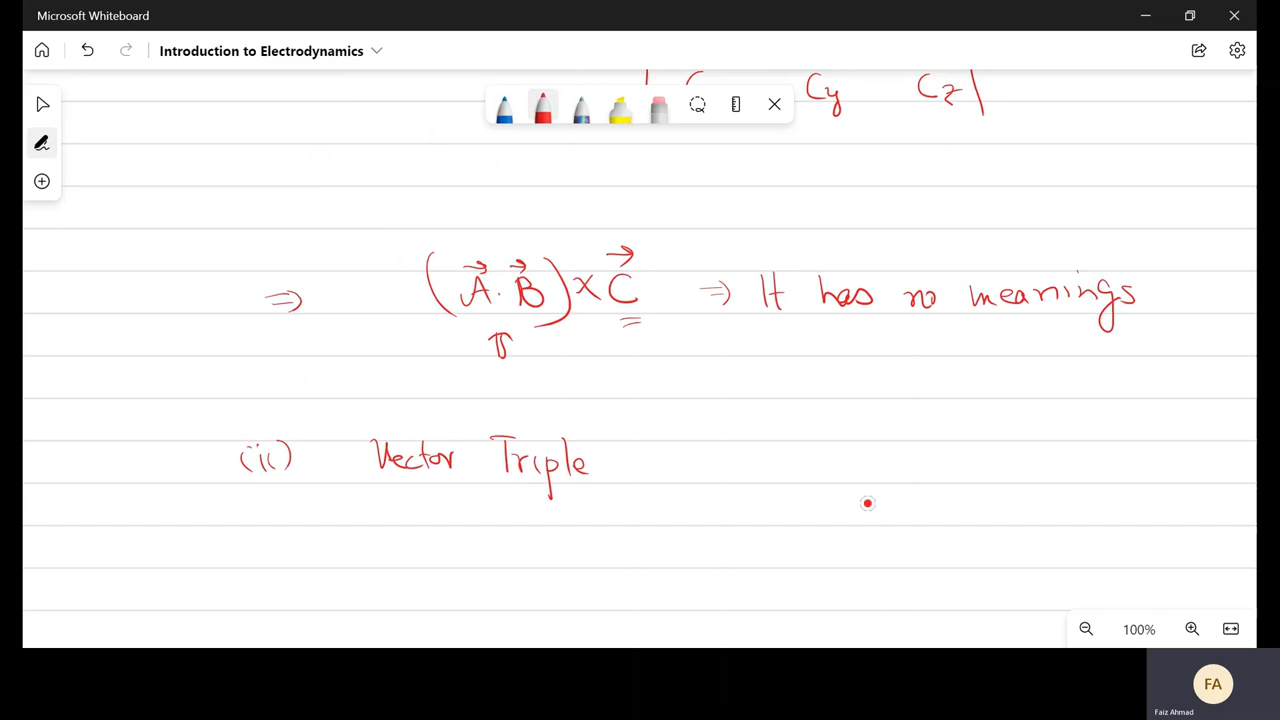 Microsoft Whiteboard
Introduction to Electrodynamics
Cy Cz
⇒ (A⃗ · B⃗) × C⃗ ⇒ It has no meanings
(ii) Vector Triple
100%
FA
Faiz Ahmad